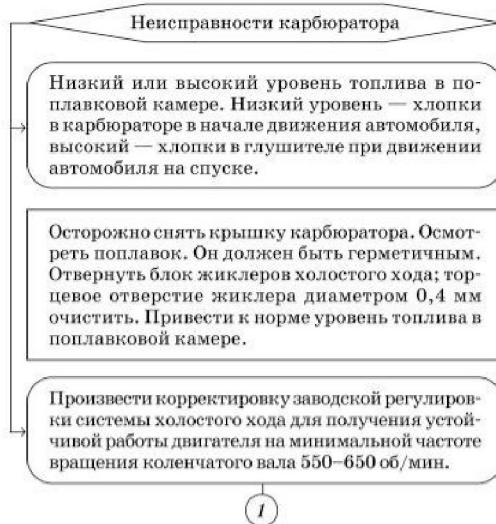 Неисправности карбюратора
Низкий или высокий уровень топлива в по-
плавковой камере. Низкий уровень — хлопки
в карбюраторе в начале движения автомобиля,
высокий — хлопки в глушителе при движении
автомобиля на спуске.
Осторожно снять крышку карбюратора. Осмот-
реть поплавок. Он должен быть герметичным.
Отвернуть блок жиклеров холостого хода; тор-
цевое отверстие жиклера диаметром 0,4 мм
очистить. Привести к норме уровень топлива в
поплавковой камере.
Произвести корректировку заводской регулиров-
ки системы холостого хода для получения устой-
чивой работы двигателя на минимальной частоте
вращения коленчатого вала 550–650 об/мин.
1